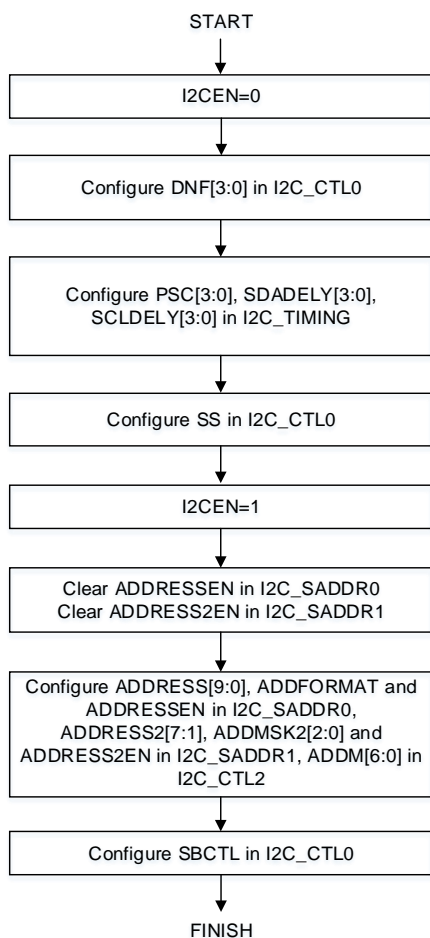 START
I2CEN=0
Configure DNF[3:0] in I2C_CTL0
Configure PSC[3:0], SDADELY[3:0],
SCLDELY[3:0] in I2C_TIMING
Configure SS in I2C_CTL0
I2CEN=1
Clear ADDRESSEN in I2C_SADDR0
Clear ADDRESS2EN in I2C_SADDR1
Configure ADDRESS[9:0], ADDFORMAT and
ADDRESSEN in I2C_SADDR0,
ADDRESS2[7:1], ADDMSK2[2:0] and
ADDRESS2EN in I2C_SADDR1, ADDM[6:0] in
I2C_CTL2
Configure SBCTL in I2C_CTL0
FINISH